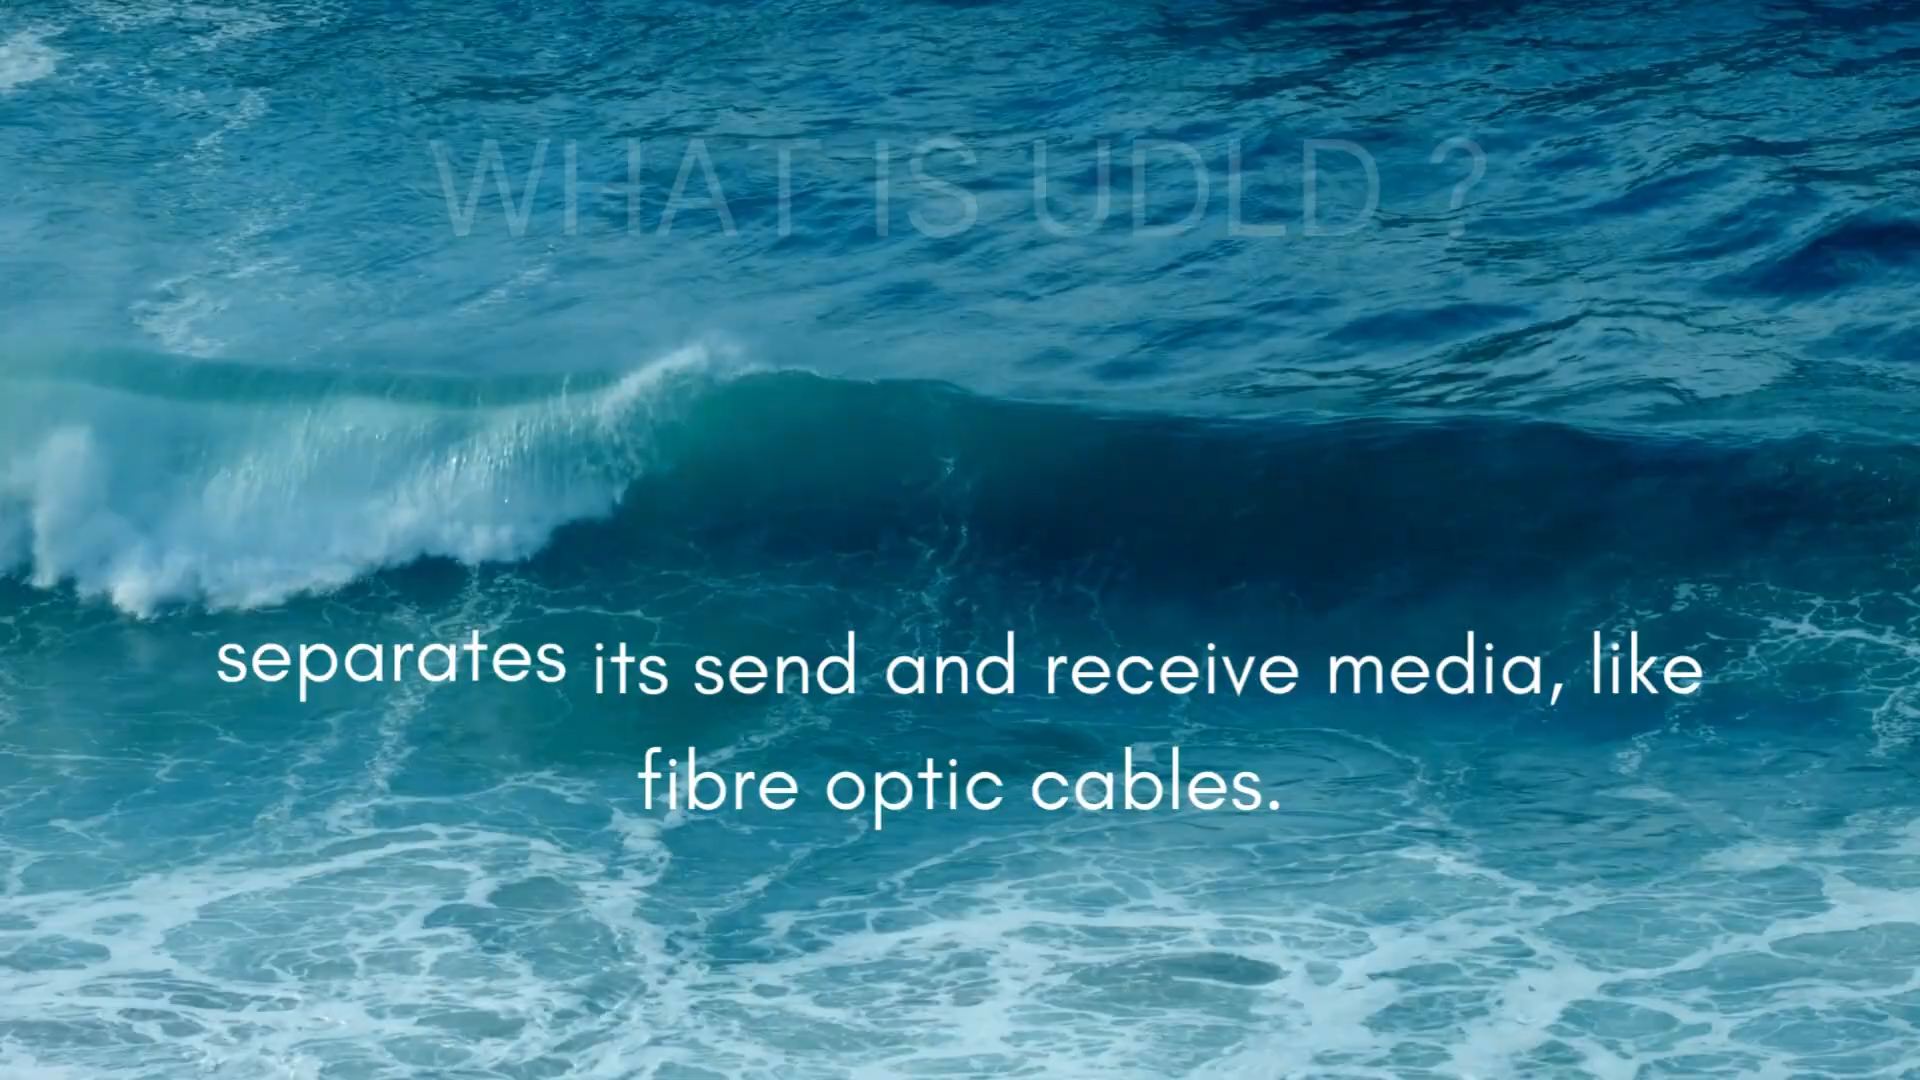 WHAT IS UDLD ?
separates its send and receive media, like
fibre optic cables.